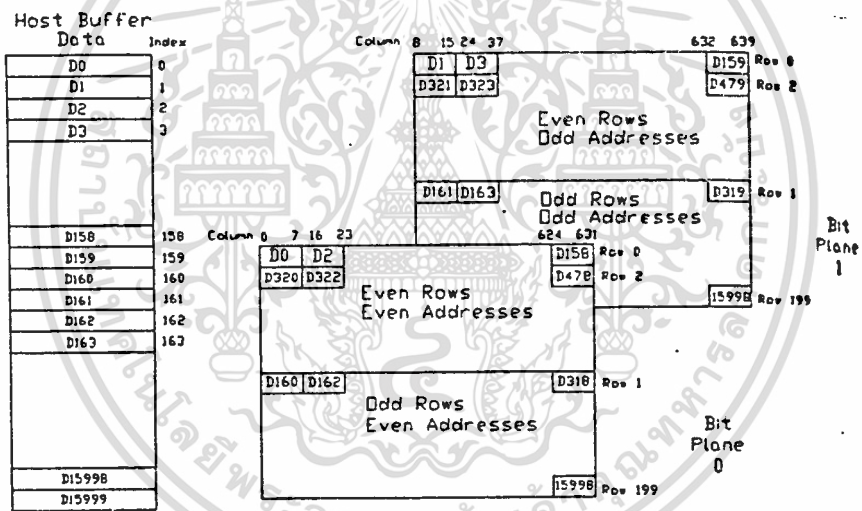 Host Buffer
Data Index
D0 0
D1 1
D2 2
D3 3
D158 158
D159 159
D160 160
D161 161
D162 162
D163 163
D15998
D15999
Column 8 15 24 37 632 639
D1 D3 D159 Row 0
D321 D323 D479 Row 2
Even Rows
Odd Addresses
D161 D163 D319 Row 1
Odd Rows
Odd Addresses
15998 Row 199
Bit
Plane
1
Column 0 7 16 23 624 631
D0 D2 D158 Row 0
D320 D322 D478 Row 2
Even Rows
Even Addresses
D160 D162 D318 Row 1
Odd Rows
Even Addresses
15998 Row 199
Bit
Plane
0